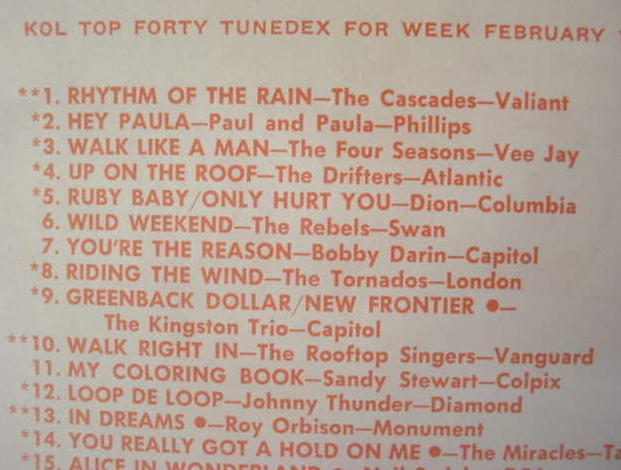 KOL TOP FORTY TUNEDEX FOR WEEK FEBRUARY
**1. RHYTHM OF THE RAIN—The Cascades—Valiant
*2. HEY PAULA—Paul and Paula—Phillips
*3. WALK LIKE A MAN—The Four Seasons—Vee Jay
*4. UP ON THE ROOF—The Drifters—Atlantic
*5. RUBY BABY/ONLY HURT YOU—Dion—Columbia
6. WILD WEEKEND—The Rebels—Swan
7. YOU'RE THE REASON—Bobby Darin—Capitol
*8. RIDING THE WIND—The Tornados—London
*9. GREENBACK DOLLAR/NEW FRONTIER ●—
The Kingston Trio—Capitol
**10. WALK RIGHT IN—The Rooftop Singers—Vanguard
11. MY COLORING BOOK—Sandy Stewart—Colpix
*12. LOOP DE LOOP—Johnny Thunder—Diamond
**13. IN DREAMS ●—Roy Orbison—Monument
*14. YOU REALLY GOT A HOLD ON ME ●—The Miracles—Ta
*15. ALICE IN WONDERLAND